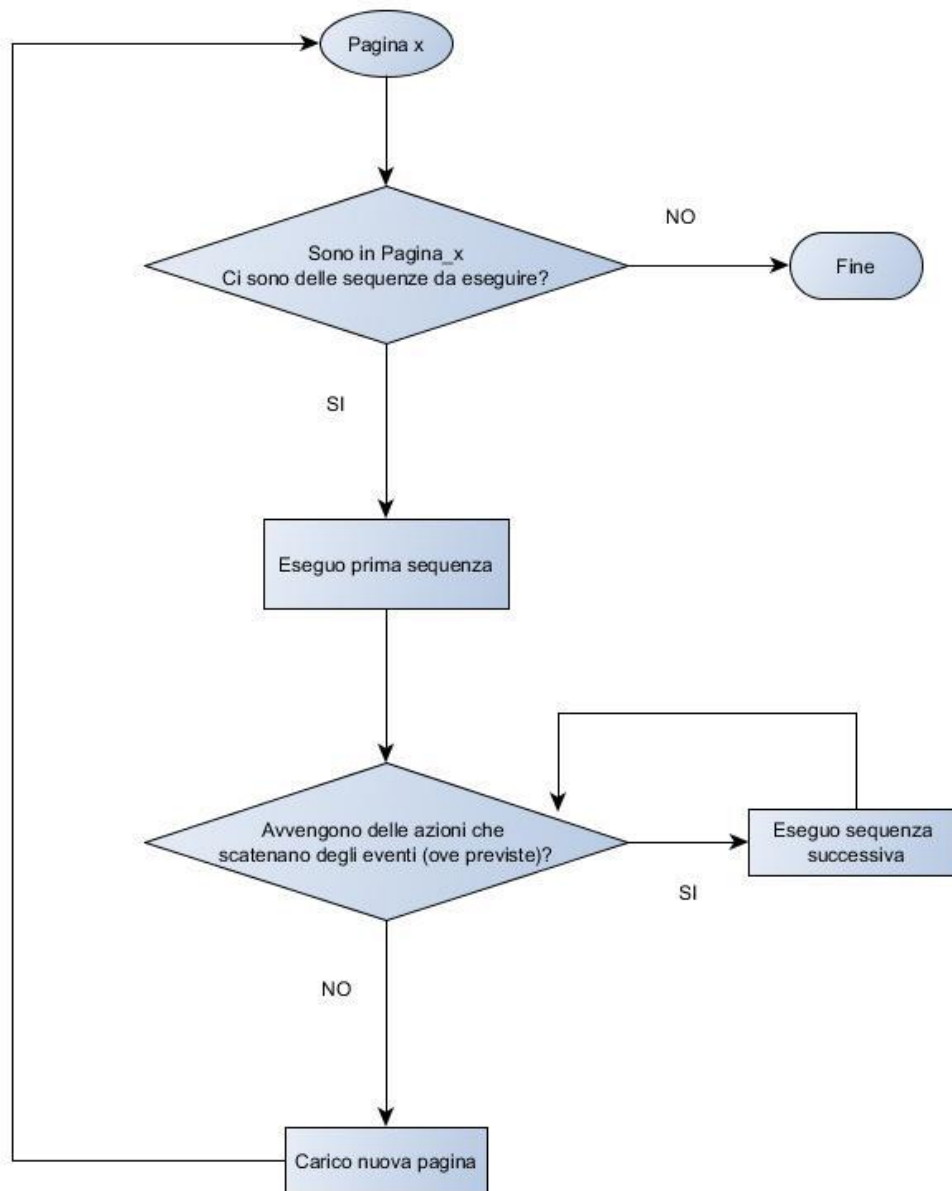 Pagina x
Sono in Pagina_x
Ci sono delle sequenze da eseguire?
NO
Fine
SI
Eseguo prima sequenza
Avvengono delle azioni che
scatenano degli eventi (ove previste)?
SI
Eseguo sequenza
successiva
NO
Carico nuova pagina